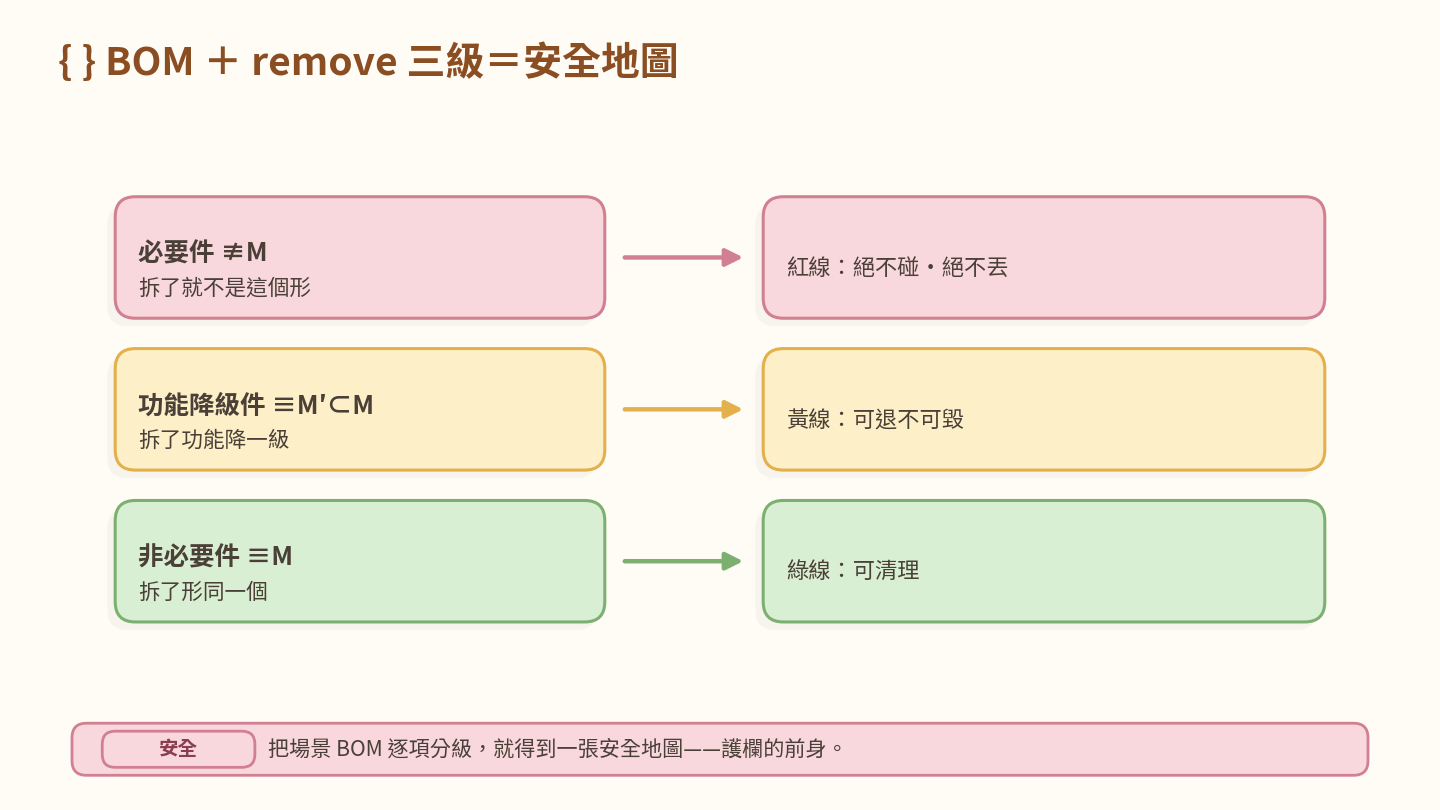 { } BOM ＋ remove 三級＝安全地圖
必要件 ≢M
拆了就不是這個形
紅線：絕不碰・絕不丟
功能降級件 ≡M′⊂M
拆了功能降一級
黃線：可退不可毀
非必要件 ≡M
拆了形同一個
綠線：可清理
安全
把場景 BOM 逐項分級，就得到一張安全地圖——護欄的前身。